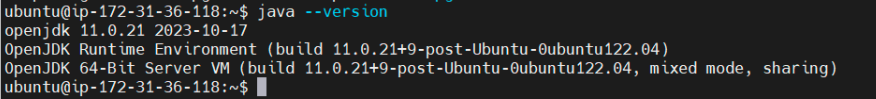 ubuntu@ip-172-31-36-118:~$ java --version
openjdk 11.0.21 2023-10-17
OpenJDK Runtime Environment (build 11.0.21+9-post-Ubuntu-0ubuntu122.04)
OpenJDK 64-Bit Server VM (build 11.0.21+9-post-Ubuntu-0ubuntu122.04, mixed mode, sharing)
ubuntu@ip-172-31-36-118:~$